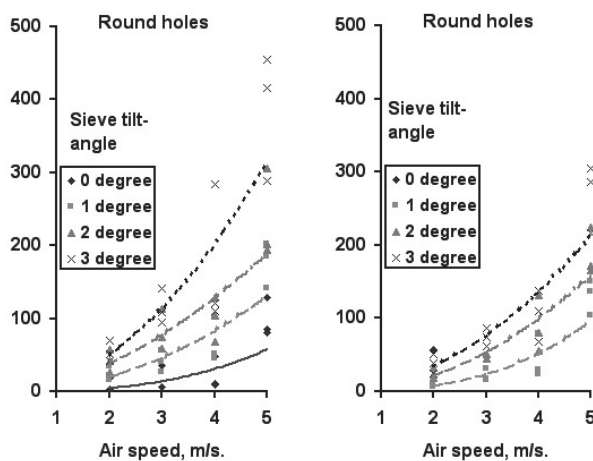 Round holes
500
400
300
200
100
0
Sieve tilt-
angle
0 degree
1 degree
2 degree
3 degree
1 2 3 4 5
Air speed, m/s.
Round holes
500
400
300
200
100
0
Sieve tilt-
angle
0 degree
1 degree
2 degree
3 degree
1 2 3 4 5
Air speed, m/s.